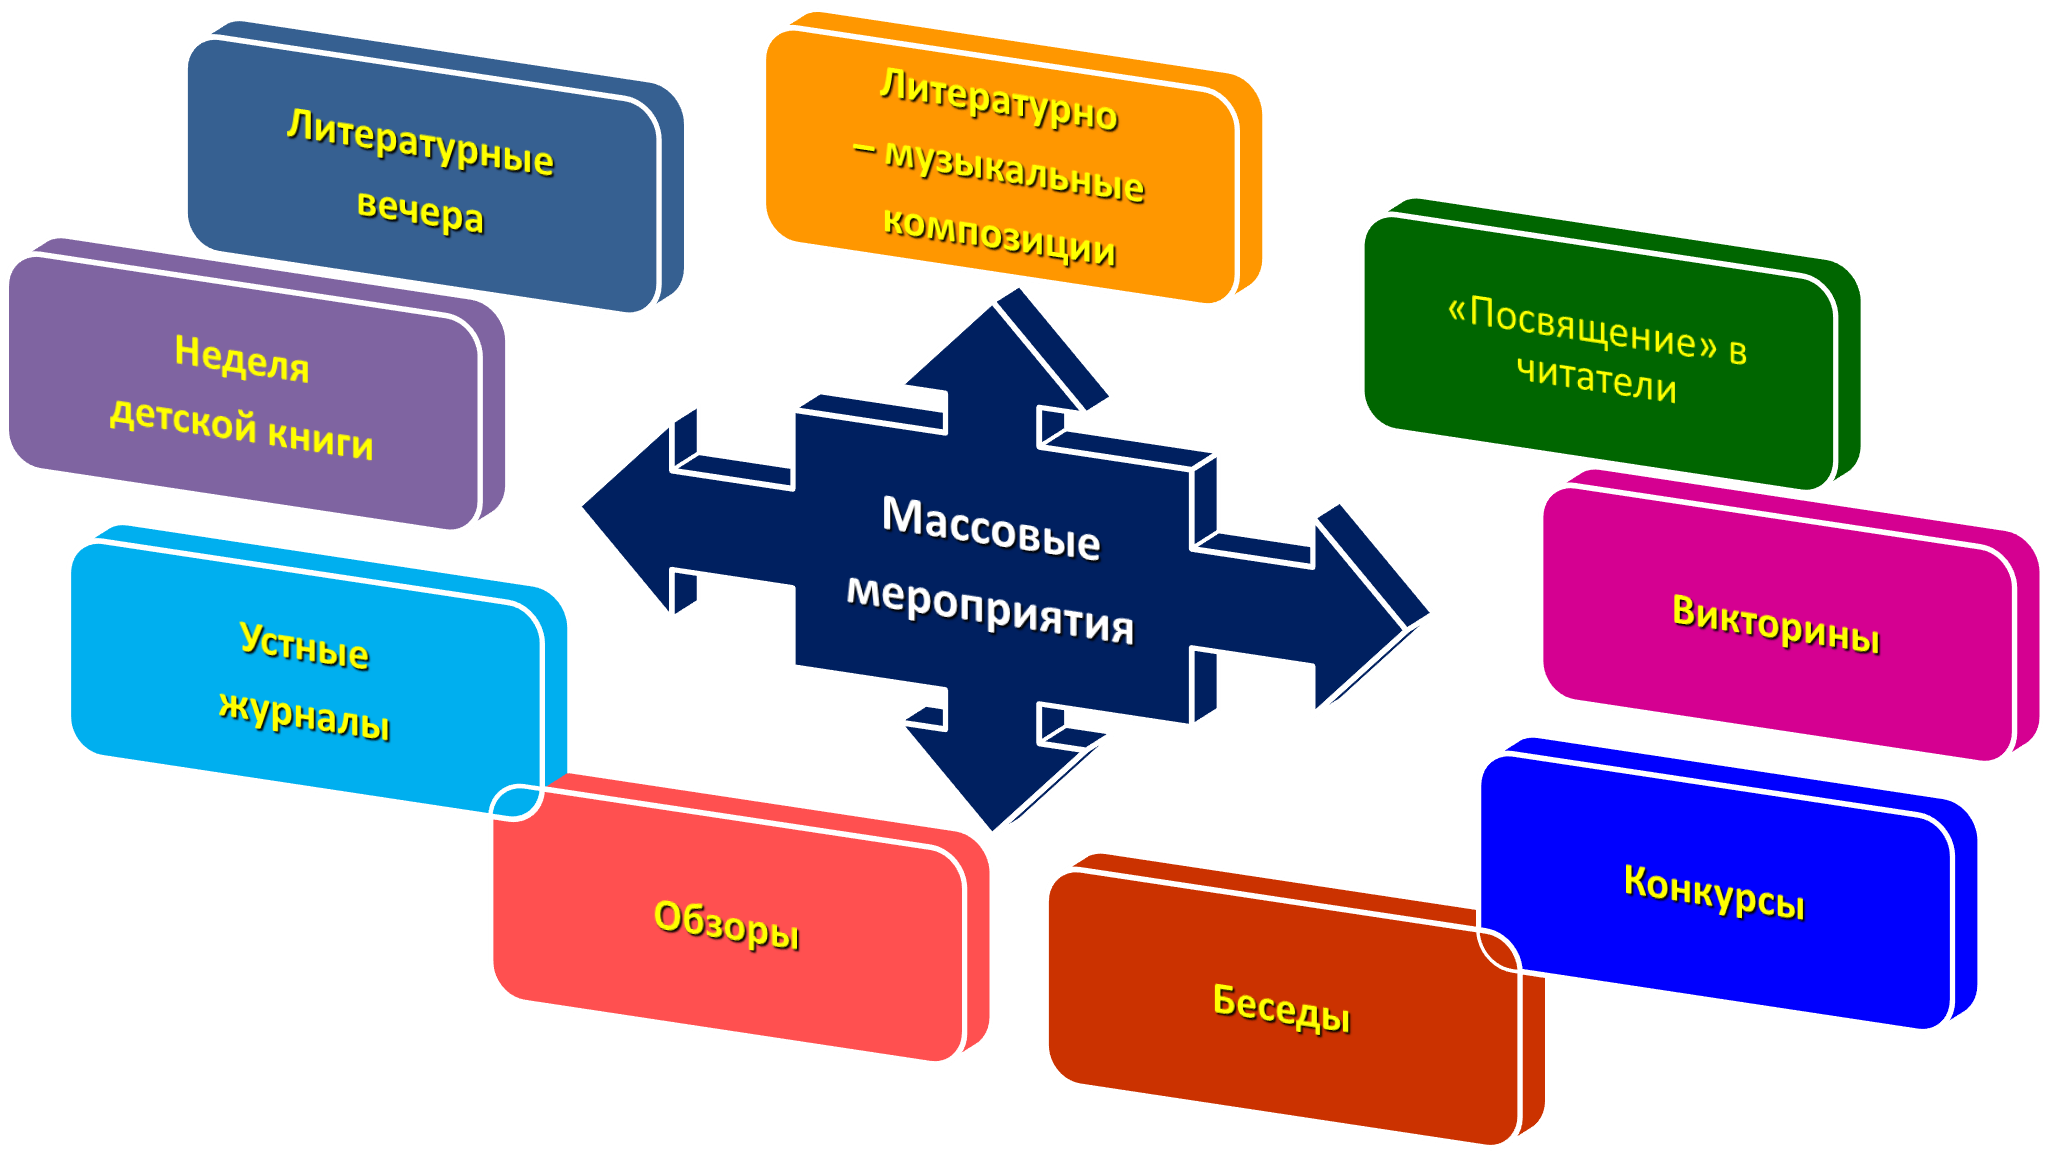 Литературные
вечера
Литературно
– музыкальные
композиции
«Посвящение» в
читатели
Неделя
детской книги
Массовые
мероприятия
Викторины
Устные
журналы
Конкурсы
Обзоры
Беседы